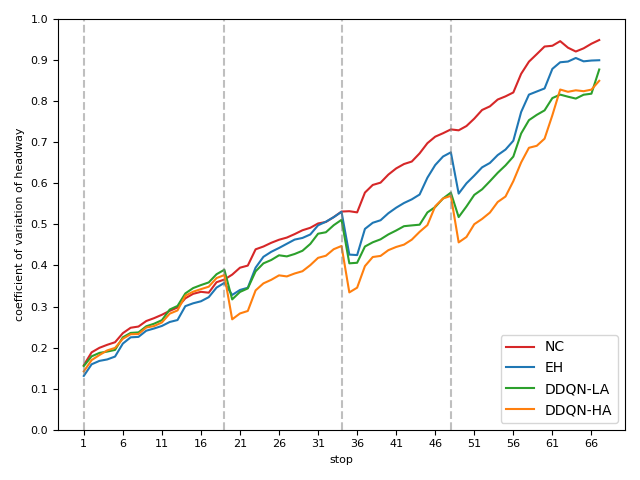 coefficient of variation of headway
1.0
0.9
0.8
0.7
0.6
0.5
0.4
0.3
0.2
0.1
0.0
NC
EH
DDQN-LA
DDQN-HA
1 6 11 16 21 26 31 36 41 46 51 56 61 66
stop